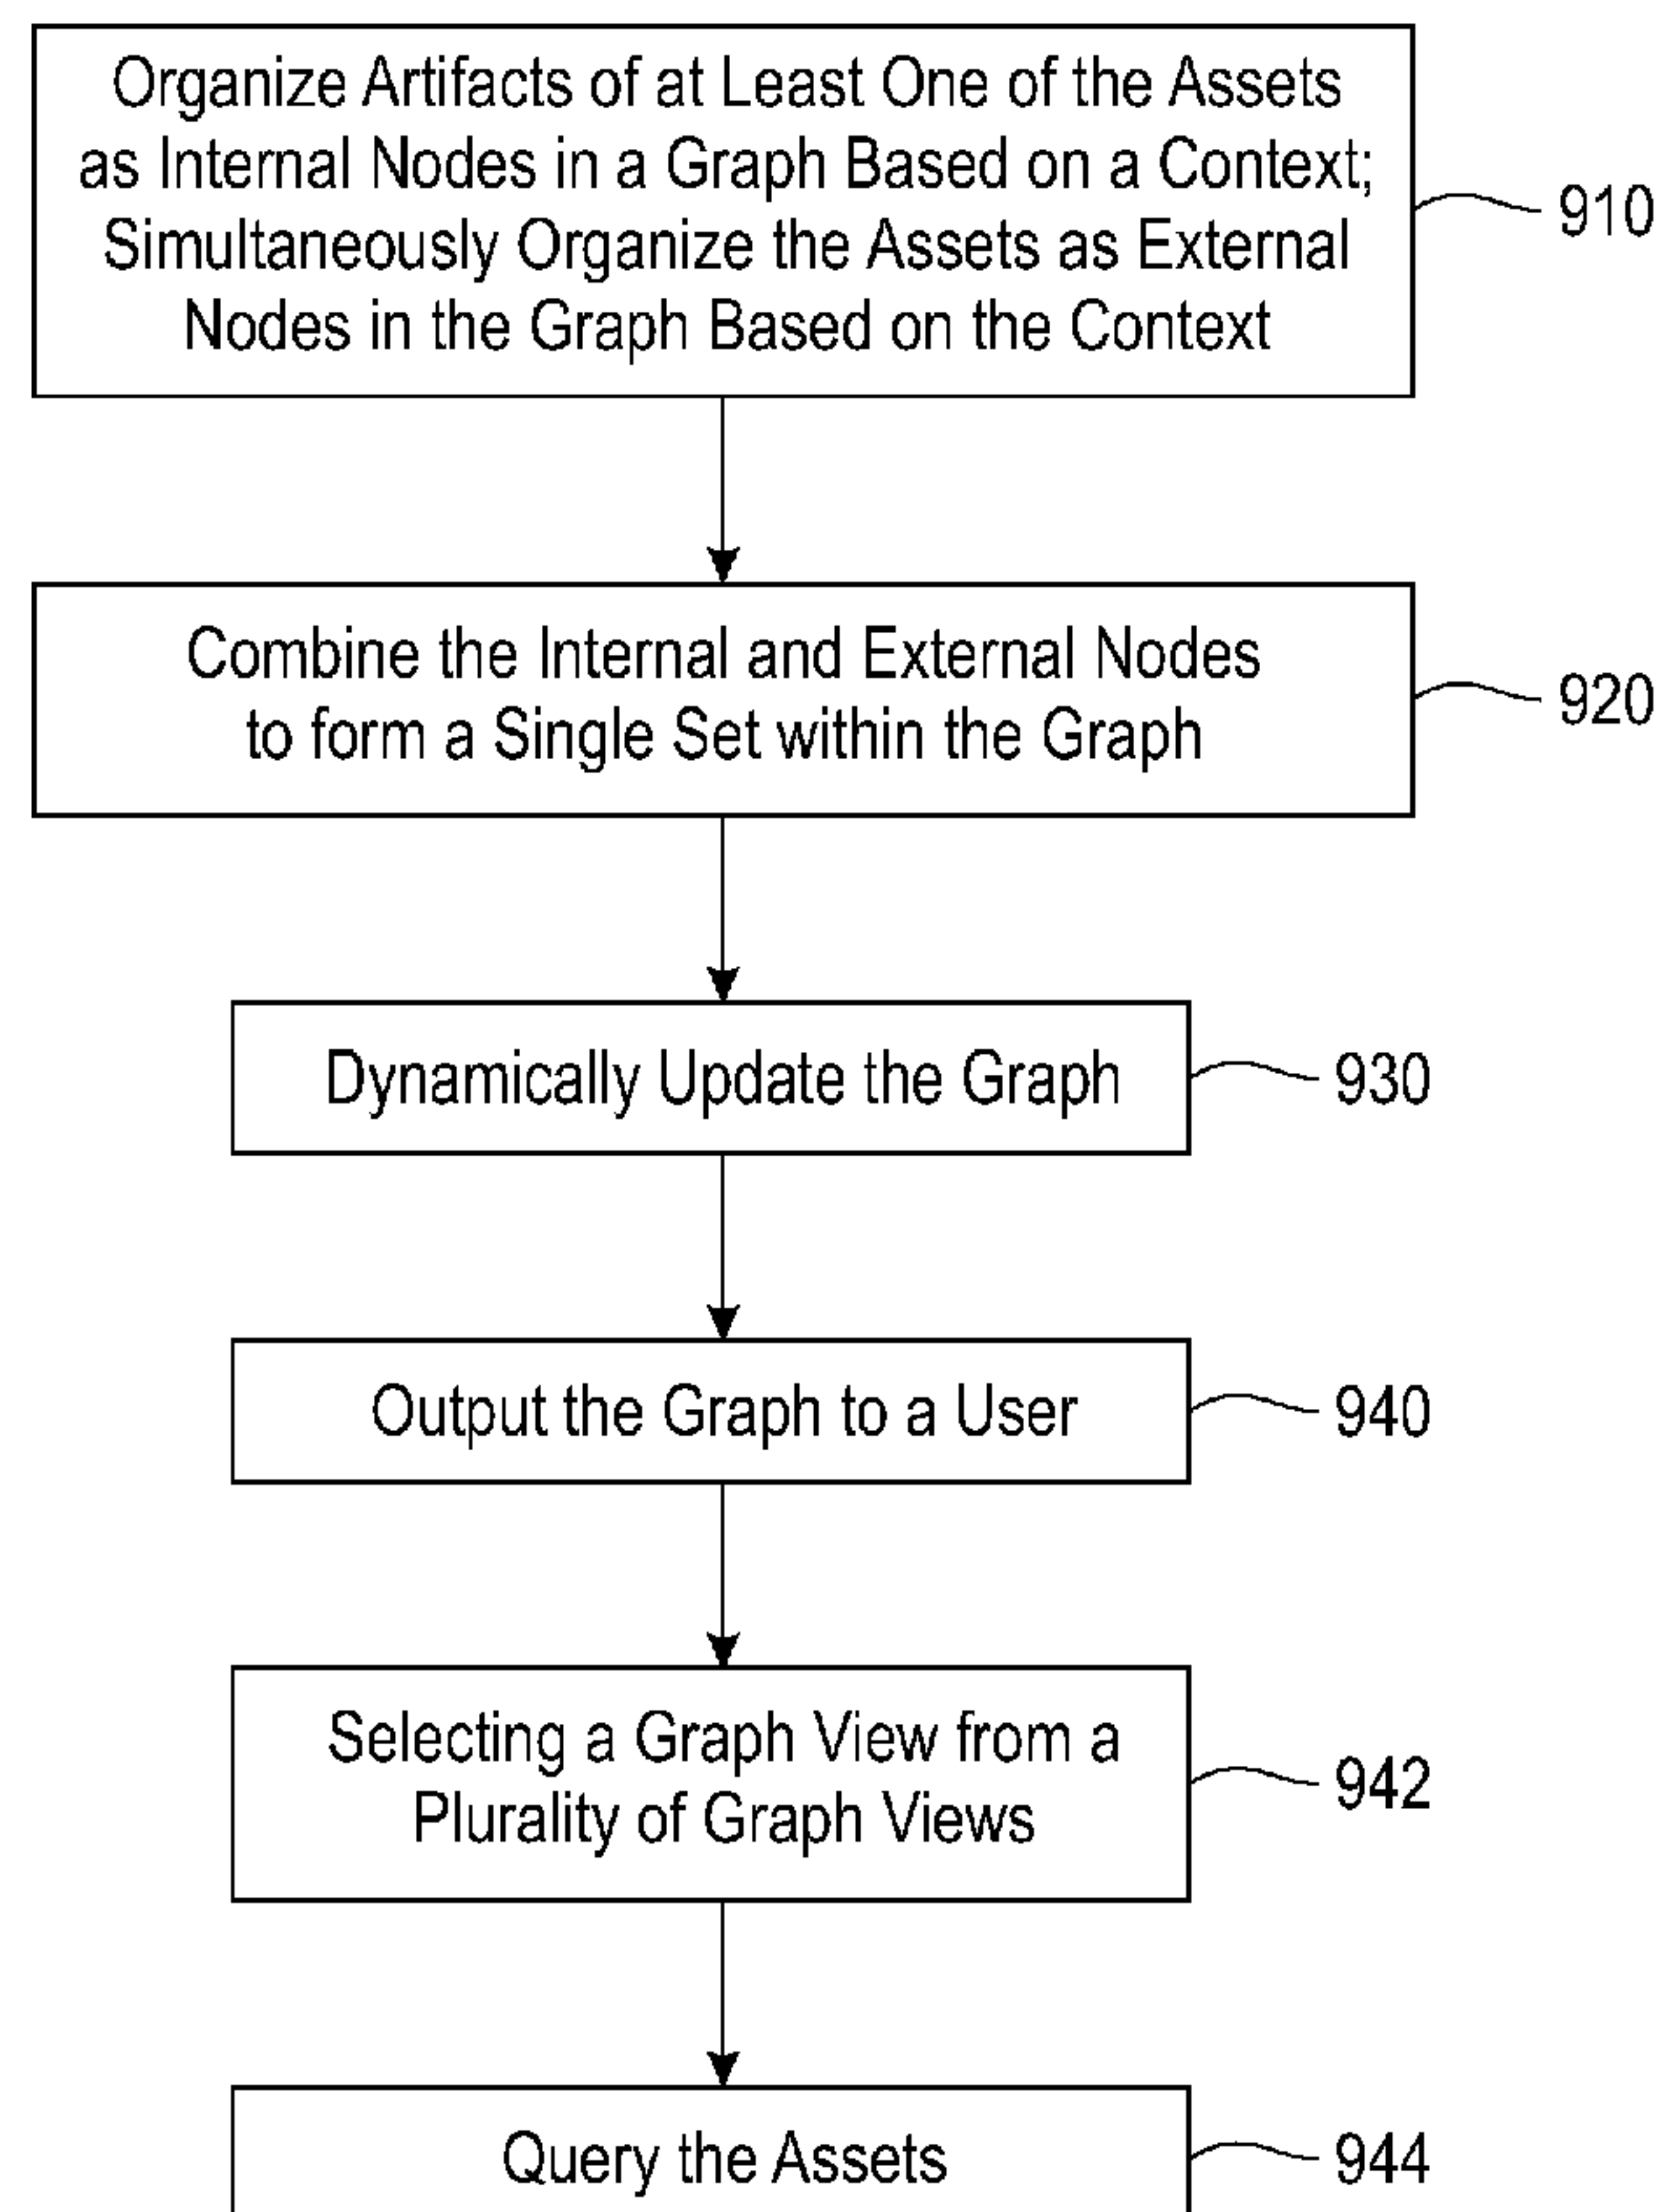 Organize Artifacts of at Least One of the Assets
as Internal Nodes in a Graph Based on a Context;
Simultaneously Organize the Assets as External
Nodes in the Graph Based on the Context
910
Combine the Internal and External Nodes
to form a Single Set within the Graph
920
Dynamically Update the Graph
930
Output the Graph to a User
940
Selecting a Graph View from a
Plurality of Graph Views
942
Query the Assets
944